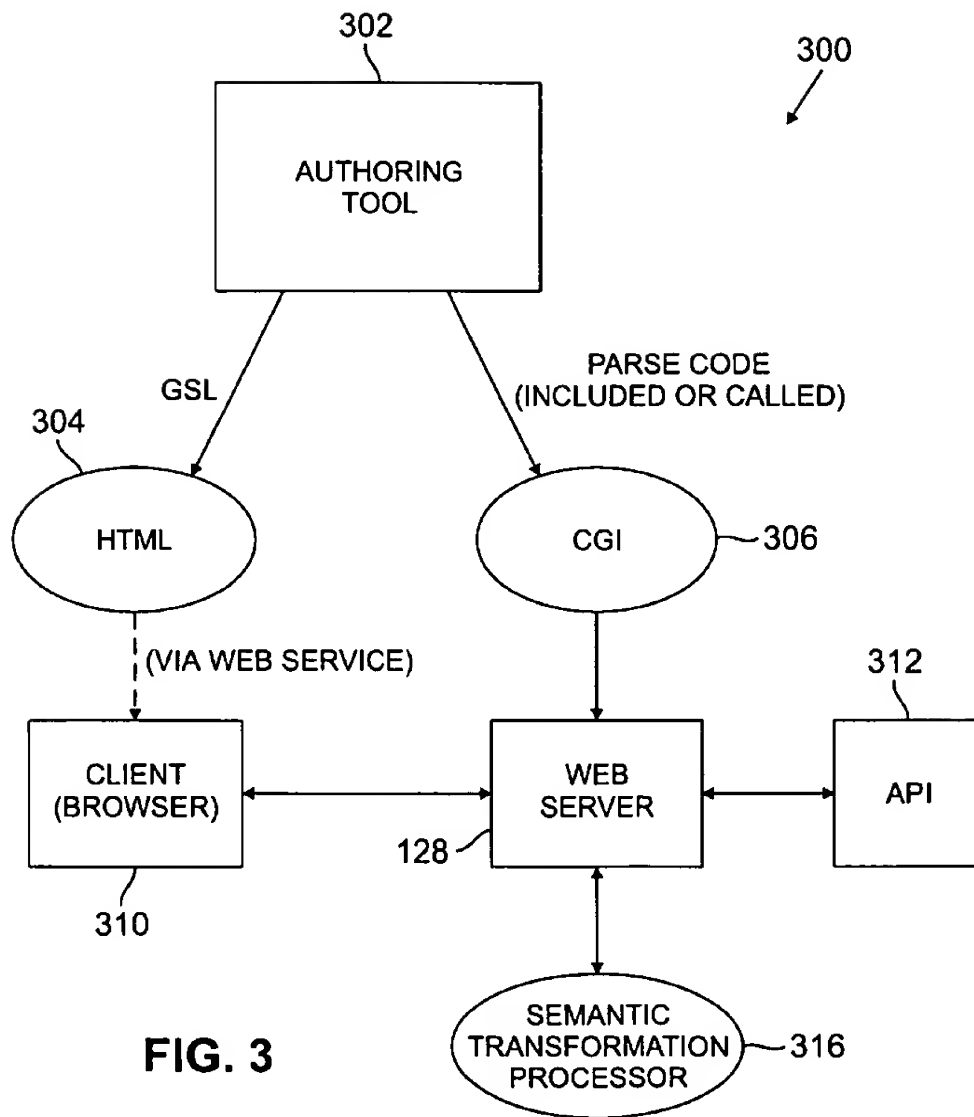 302
300
AUTHORING
TOOL
GSL
PARSE CODE
(INCLUDED OR CALLED)
304
HTML
CGI
306
(VIA WEB SERVICE)
312
CLIENT
(BROWSER)
WEB
SERVER
API
128
310
SEMANTIC
TRANSFORMATION
PROCESSOR
316
FIG. 3